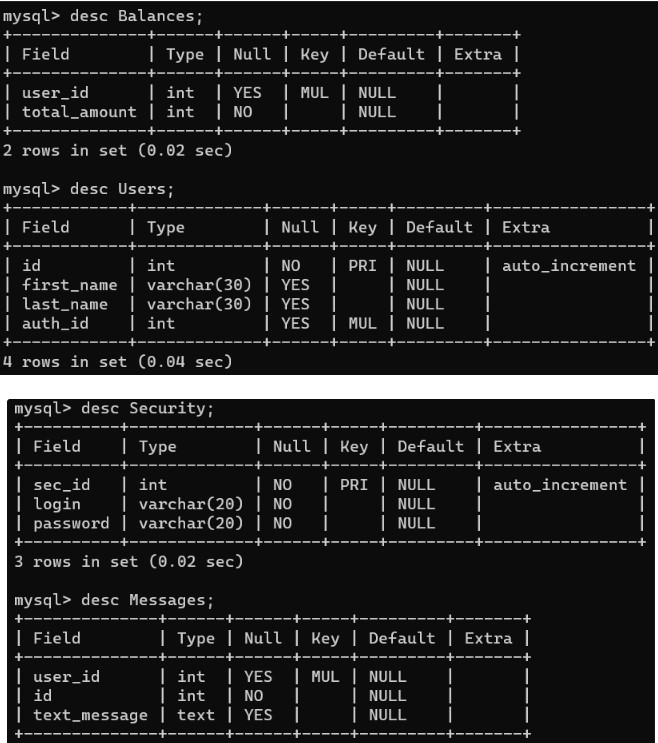 mysql> desc Balances;
+--------------+------+------+-----+---------+-------+
| Field        | Type | Null | Key | Default | Extra |
+--------------+------+------+-----+---------+-------+
| user_id      | int  | YES  | MUL | NULL    |       |
| total_amount | int  | NO   |     | NULL    |       |
+--------------+------+------+-----+---------+-------+
2 rows in set (0.02 sec)
mysql> desc Users;
+------------+-------------+------+-----+---------+----------------+
| Field      | Type        | Null | Key | Default | Extra          |
+------------+-------------+------+-----+---------+----------------+
| id         | int         | NO   | PRI | NULL    | auto_increment |
| first_name | varchar(30) | YES  |     | NULL    |                |
| last_name  | varchar(30) | YES  |     | NULL    |                |
| auth_id    | int         | YES  | MUL | NULL    |                |
+------------+-------------+------+-----+---------+----------------+
4 rows in set (0.04 sec)
mysql> desc Security;
+----------+-------------+------+-----+---------+----------------+
| Field    | Type        | Null | Key | Default | Extra          |
+----------+-------------+------+-----+---------+----------------+
| sec_id   | int         | NO   | PRI | NULL    | auto_increment |
| login    | varchar(20) | NO   |     | NULL    |                |
| password | varchar(20) | NO   |     | NULL    |                |
+----------+-------------+------+-----+---------+----------------+
3 rows in set (0.02 sec)
mysql> desc Messages;
+--------------+------+------+-----+---------+-------+
| Field        | Type | Null | Key | Default | Extra |
+--------------+------+------+-----+---------+-------+
| user_id      | int  | YES  | MUL | NULL    |       |
| id           | int  | NO   |     | NULL    |       |
| text_message | text | YES  |     | NULL    |       |
+--------------+------+------+-----+---------+-------+